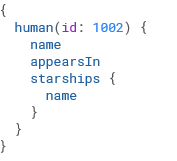 {
  human(id: 1002) {
    name
    appearsIn
    starships {
      name
    }
  }
}